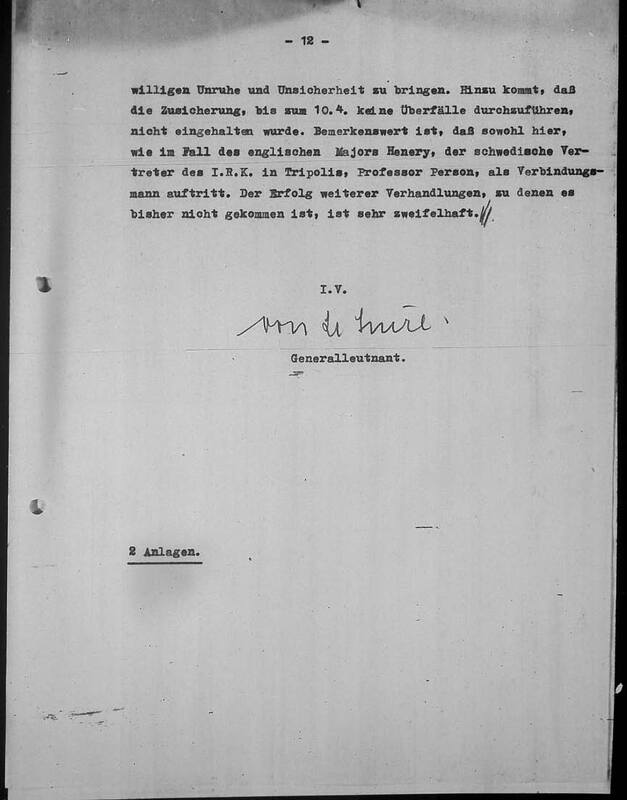 - 12 -
willigen Unruhe und Unsicherheit zu bringen. Hinzu kommt, daß
die Zusicherung, bis zum 10.4. keine Überfälle durchzuführen,
nicht eingehalten wurde. Bemerkenswert ist, daß sowohl hier,
wie im Fall des englischen Majors Henery, der schwedische Ver-
treter des I.R.K. in Tripolis, Professor Person, als Verbindungs-
mann auftritt. Der Erfolg weiterer Verhandlungen, zu denen es
bisher nicht gekommen ist, ist sehr zweifelhaft.
I.V.
von Le Suire.
Generalleutnant.
2 Anlagen.